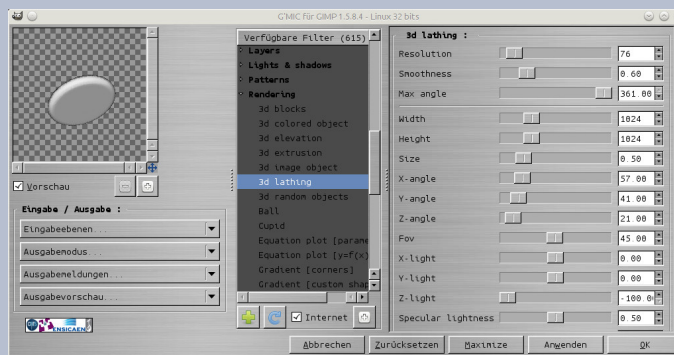 G'MIC für GIMP 1.5.8.4 - Linux 32 bits
Vorschau
Eingabe / Ausgabe :
Eingabeebenen...
Ausgabemodus...
Ausgabemeldungen...
Ausgabevorschau...
ENSICAEN
Verfügbare Filter (615)
Layers
Lights & shadows
Patterns
Rendering
3d blocks
3d colored object
3d elevation
3d extrusion
3d image object
3d lathing
3d random objects
Ball
Cupid
Equation plot [parame
Equation plot [y=f(x)
Gradient [corners]
Gradient [custom shap
Internet
3d lathing :
Resolution 76
Smoothness 0.60
Max angle 361.00
Width 1024
Height 1024
Size 0.50
X-angle 57.00
Y-angle 41.00
Z-angle 21.00
Fov 45.00
X-light 0.00
Y-light 0.00
Z-light -100.0
Specular lightness 0.50
Abbrechen Zurücksetzen Maximize Anwenden OK